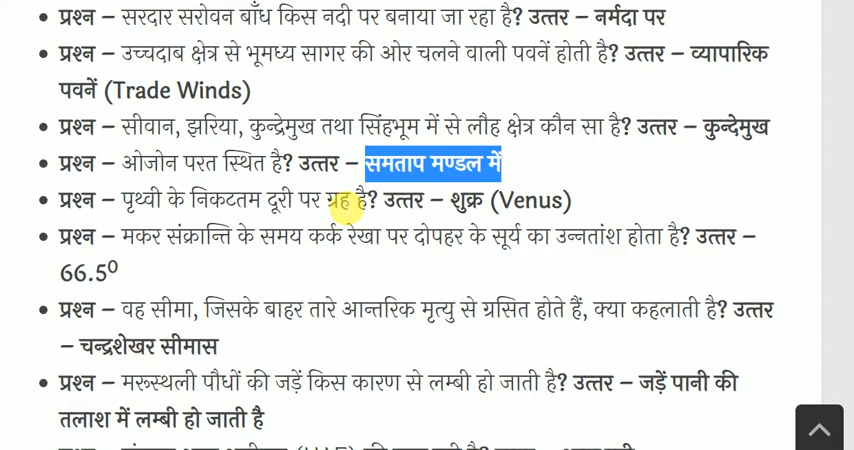 प्रश्न – सरदार सरोवन बाँध किस नदी पर बनाया जा रहा है? उत्तर – नर्मदा पर
प्रश्न – उच्चदाब क्षेत्र से भूमध्य सागर की ओर चलने वाली पवनें होती है? उत्तर – व्यापारिक
पवनें (Trade Winds)
प्रश्न – सीवान, झरिया, कुन्द्रेमुख तथा सिंहभूम में से लौह क्षेत्र कौन सा है? उत्तर – कुन्देमुख
प्रश्न – ओजोन परत स्थित है? उत्तर – समताप मण्डल में
प्रश्न – पृथ्वी के निकटतम दूरी पर ग्रह है? उत्तर – शुक्र (Venus)
प्रश्न – मकर संक्रान्ति के समय कर्क रेखा पर दोपहर के सूर्य का उन्नतांश होता है? उत्तर –
66.5⁰
प्रश्न – वह सीमा, जिसके बाहर तारे आन्तरिक मृत्यु से ग्रसित होते हैं, क्या कहलाती है? उत्तर
– चन्द्रशेखर सीमास
प्रश्न – मरूस्थली पौधों की जड़ें किस कारण से लम्बी हो जाती है? उत्तर – जड़ें पानी की
तलाश में लम्बी हो जाती है